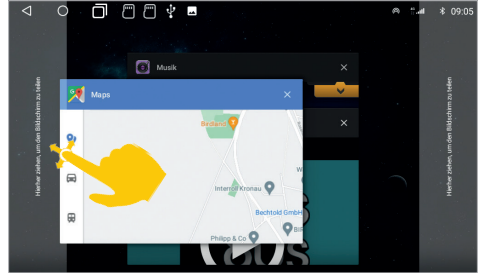 09:05
Musik
Maps
Hierher ziehen, um den Bildschirm zu teilen
Hierher ziehen, um den Bildschirm zu teilen
Birdland
Interroll Kronau
Bechtold GmbH
Philipp & Co